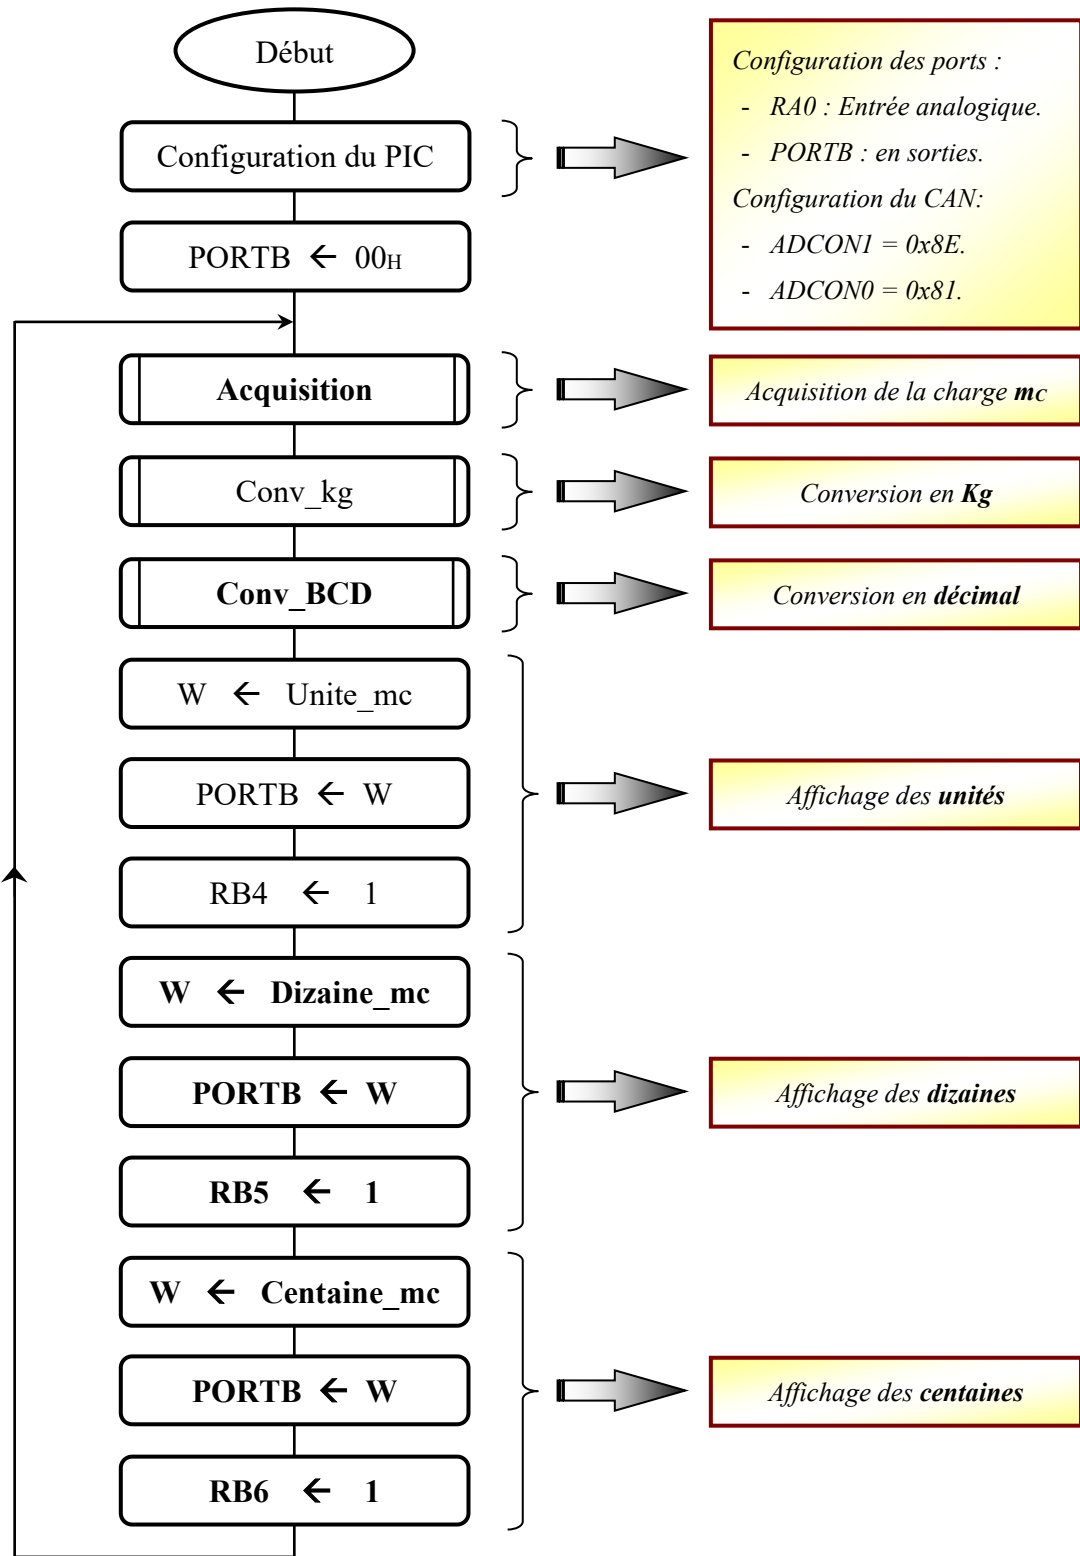 Début
Configuration du PIC
PORTB ← 00H
Acquisition
Conv_kg
Conv_BCD
W ← Unite_mc
PORTB ← W
RB4 ← 1
W ← Dizaine_mc
PORTB ← W
RB5 ← 1
W ← Centaine_mc
PORTB ← W
RB6 ← 1
Configuration des ports :
- RA0 : Entrée analogique.
- PORTB : en sorties.
Configuration du CAN:
- ADCON1 = 0x8E.
- ADCON0 = 0x81.
Acquisition de la charge mc
Conversion en Kg
Conversion en décimal
Affichage des unités
Affichage des dizaines
Affichage des centaines